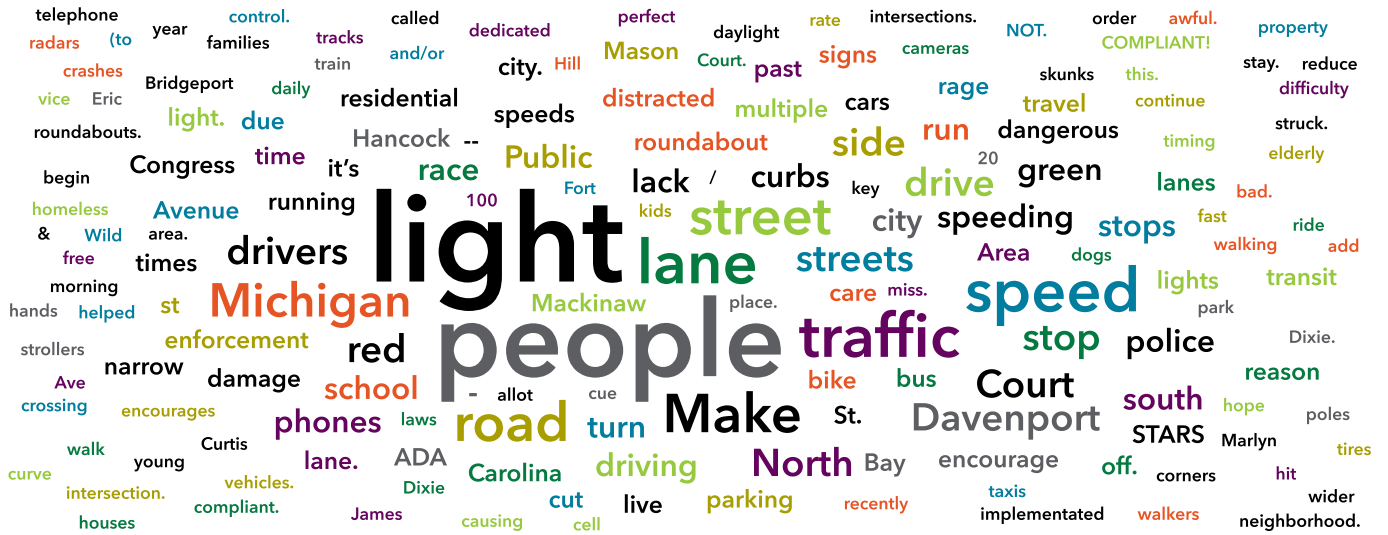 telephone control. called perfect rate intersections. order awful.
radars (to year families tracks and/or dedicated Mason daylight NOT. COMPLIANT! property
crashes train city. Hill Court. past signs cameras stay. reduce
vice Eric Bridgeport daily residential speeds distracted multiple cars rage skunks this. difficulty
light. due Hancock -- roundabout side run travel continue struck.
roundabouts. Congress time it's race Public dangerous timing elderly
begin running Fort lack / curbs key drive 20 green lanes bad.
homeless Avenue 100 kids street city speeding stops fast ride
& Wild area. drivers light lane streets Area dogs walking add
free times Michigan Mackinaw place. care miss. speed lights transit
morning
hands helped st people traffic park
strollers enforcement red stop police Dixie.
narrow damage school - allot cue bike bus Court reason
Ave
crossing encourages phones laws road turn Make St. Davenport south hope poles
walk Curtis STARS Marlyn tires
curve young lane. ADA Carolina driving North Bay encourage off. corners hit
intersection. vehicles. Dixie cut live parking recently taxis wider
houses compliant. James causing cell implementated walkers neighborhood.